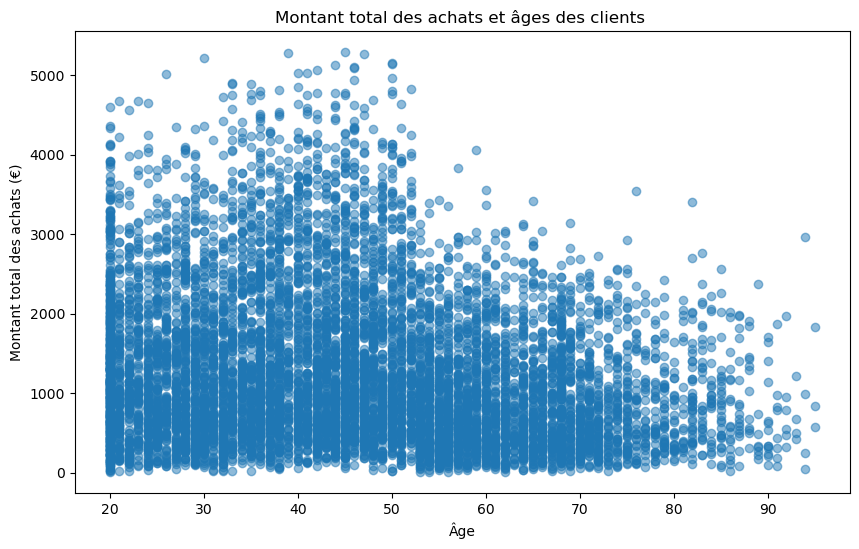 Montant total des achats et âges des clients
Montant total des achats (€)
5000
4000
3000
2000
1000
0
20 30 40 50 60 70 80 90
Âge